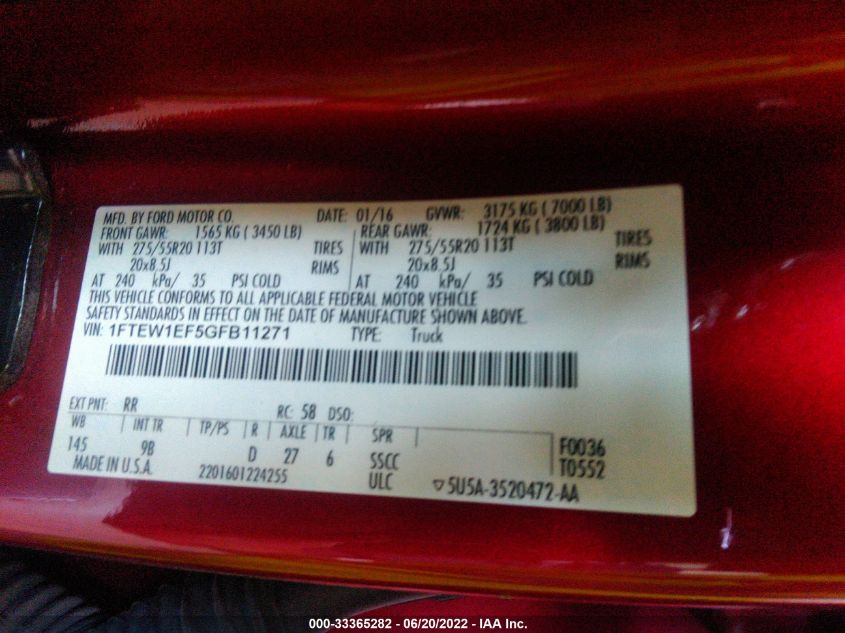 MFD. BY FORD MOTOR CO. DATE: 01/16 GVWR: 3175 KG ( 7000 LB)
FRONT GAWR: 1565 KG ( 3450 LB) REAR GAWR: 1724 KG ( 3800 LB)
WITH 275/55R20 113T TIRES WITH 275/55R20 113T TIRES
20x8.5J RIMS 20x8.5J RIMS
AT 240 kPa/ 35 PSI COLD AT 240 kPa/ 35 PSI COLD
THIS VEHICLE CONFORMS TO ALL APPLICABLE FEDERAL MOTOR VEHICLE
SAFETY STANDARDS IN EFFECT ON THE DATE OF MANUFACTURE SHOWN ABOVE.
VIN: 1FTEW1EF5GFB11271 TYPE: Truck
EXT PNT: RR RC: 58 DSO:
WB INT TR TP/PS R AXLE TR SPR F0036
145 9B D 27 6 SSCC T0552
MADE IN U.S.A. 2201601224255 ULC ▽5U5A-3520472-AA
000-33365282 - 06/20/2022 - IAA Inc.